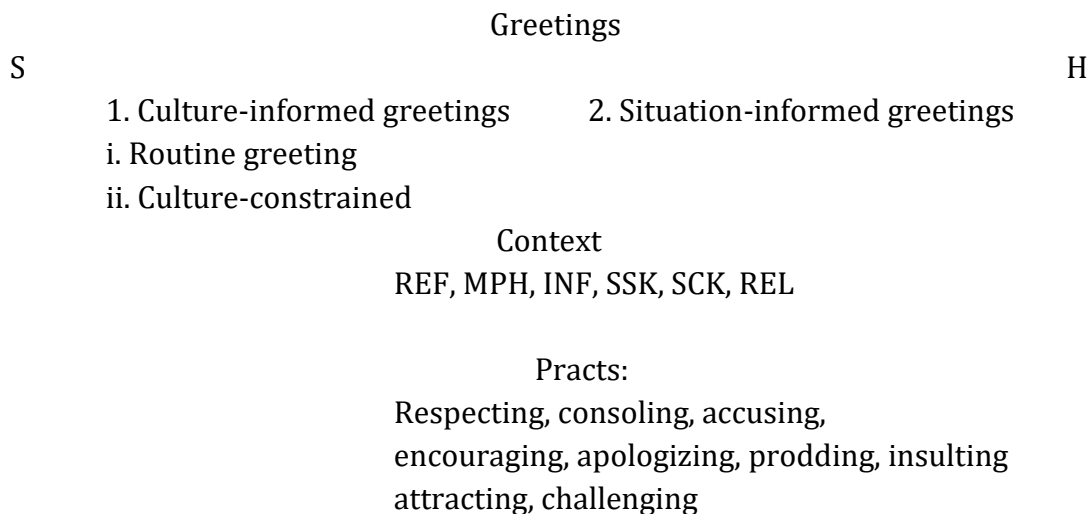 Greetings
S H
1. Culture-informed greetings 2. Situation-informed greetings
i. Routine greeting
ii. Culture-constrained
Context
REF, MPH, INF, SSK, SCK, REL
Practs:
Respecting, consoling, accusing,
encouraging, apologizing, prodding, insulting
attracting, challenging